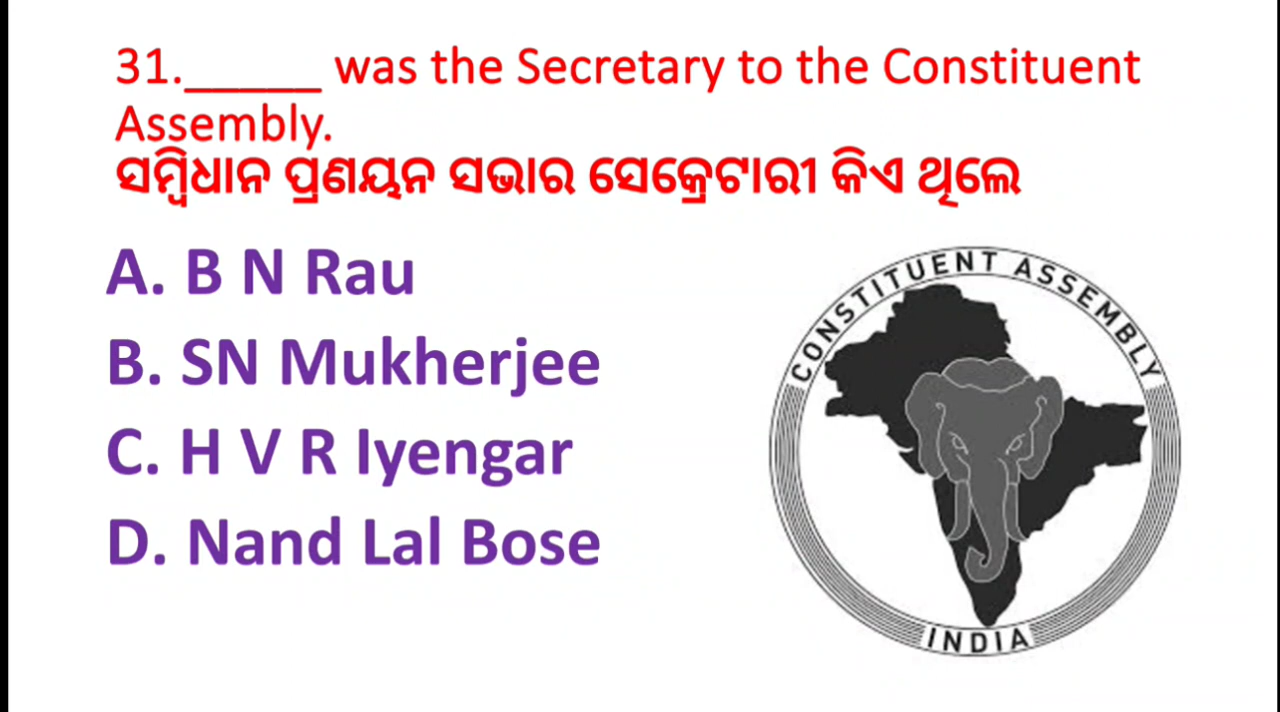 31._____ was the Secretary to the Constituent
Assembly.
ସମ୍ବିଧାନ ପ୍ରଣୟନ ସଭାର ସେକ୍ରେଟାରୀ କିଏ ଥିଲେ
A. B N Rau
B. SN Mukherjee
C. H V R Iyengar
D. Nand Lal Bose
CONSTITUENT ASSEMBLY
INDIA